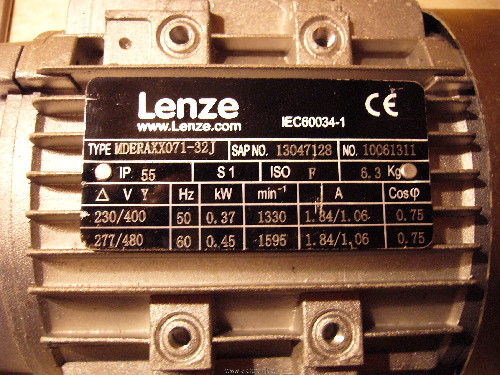 Lenze
www.Lenze.com
IEC60034-1
CE
TYPE MDERAXX071-32J SAP NO. 13047128 NO. 10061311
IP 55 S1 ISO F 6.3 Kg
Δ V Y Hz kW min⁻¹ A Cosφ
230/400 50 0.37 1330 1.84/1.06 0.75
277/480 60 0.45 1595 1.84/1.06 0.75